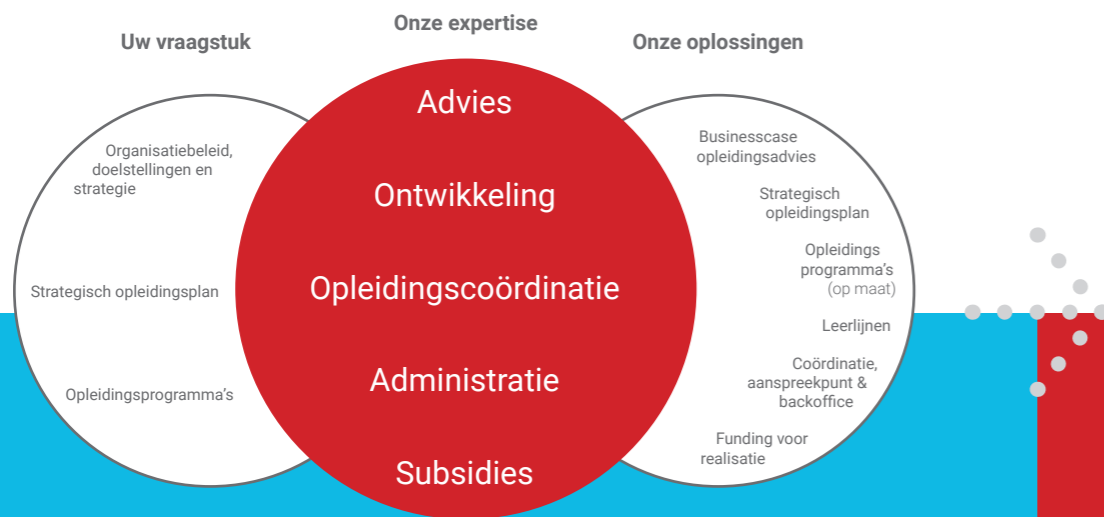 Uw vraagstuk
Organisatiebeleid,
doelstellingen en
strategie
Strategisch opleidingsplan
Opleidingsprogramma's
Onze expertise
Advies
Ontwikkeling
Opleidingscoördinatie
Administratie
Subsidies
Onze oplossingen
Businesscase
opleidingsadvies
Strategisch
opleidingsplan
Opleidings
programma's
(op maat)
Leerlijnen
Coördinatie,
aanspreekpunt &
backoffice
Funding voor
realisatie